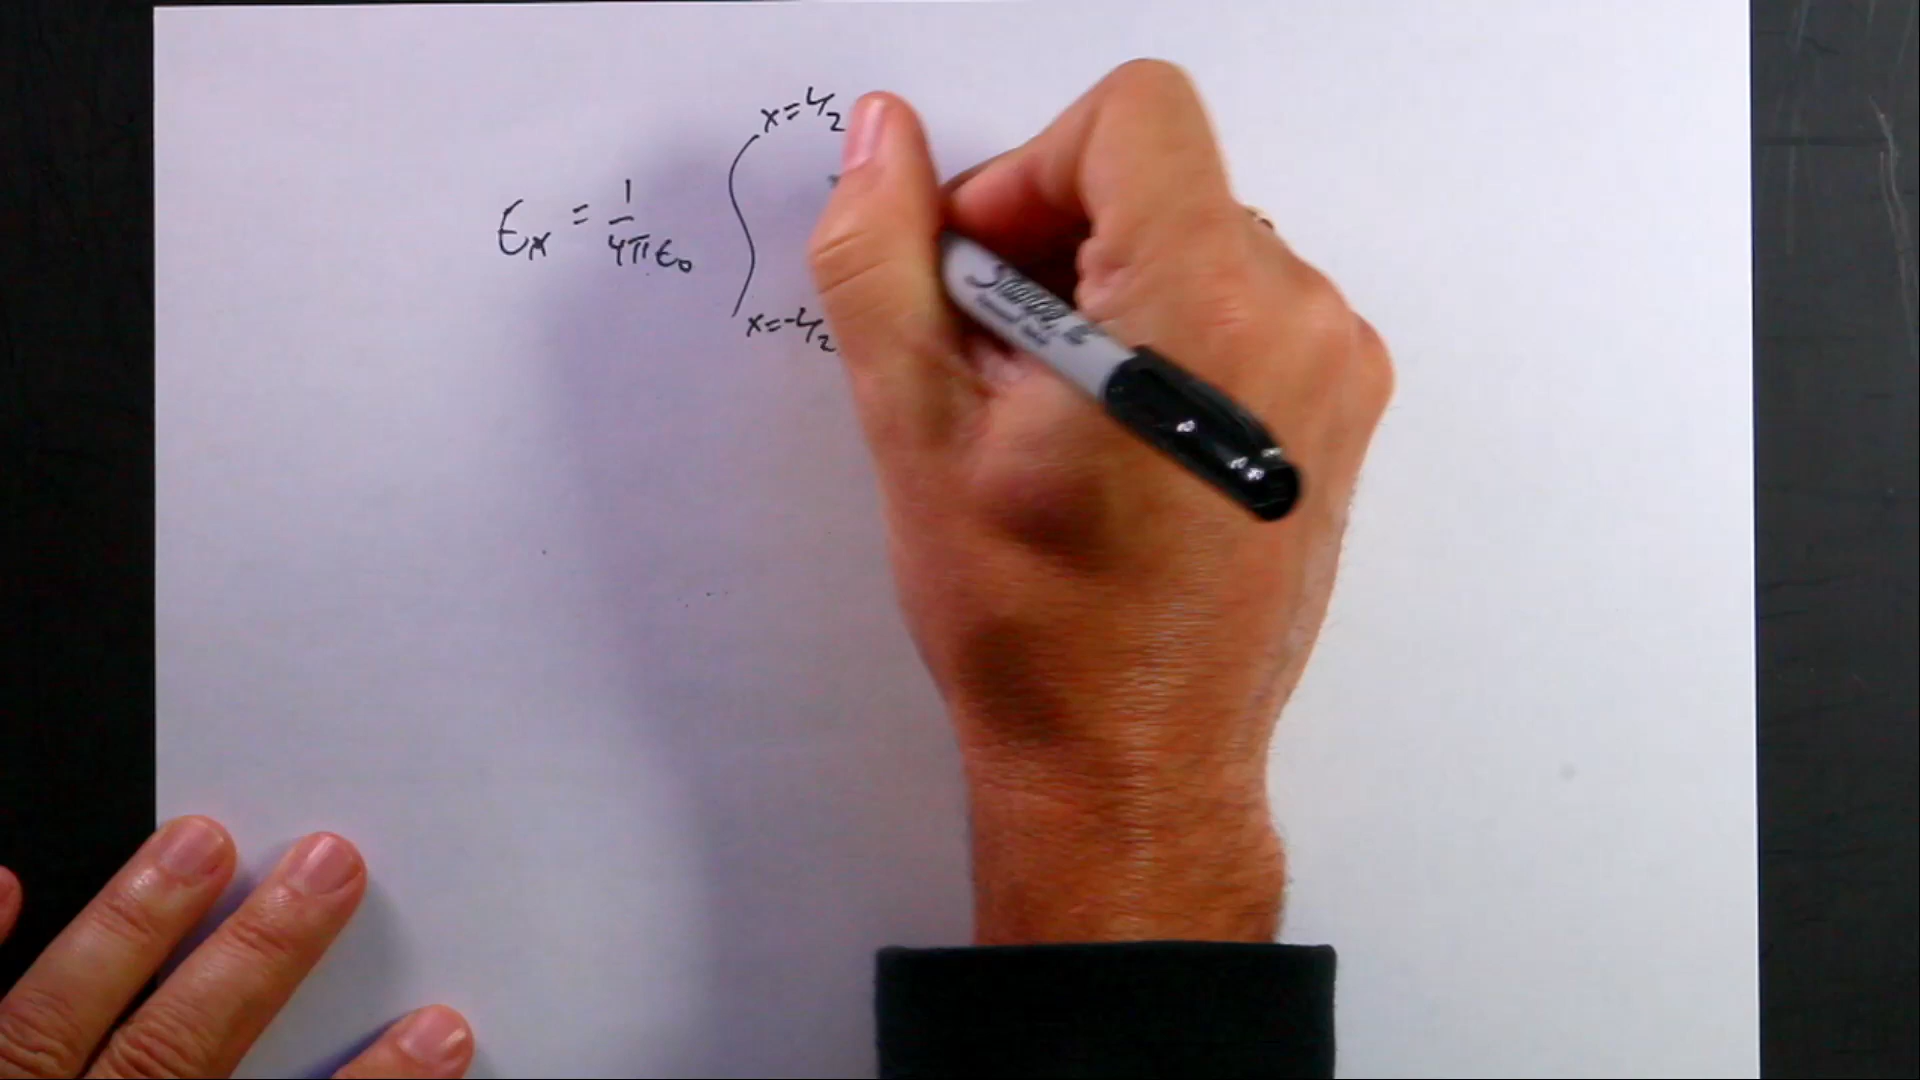 x=L/2
Ex = 1/4πϵ0 ∫
x=-L/2
Sharpie